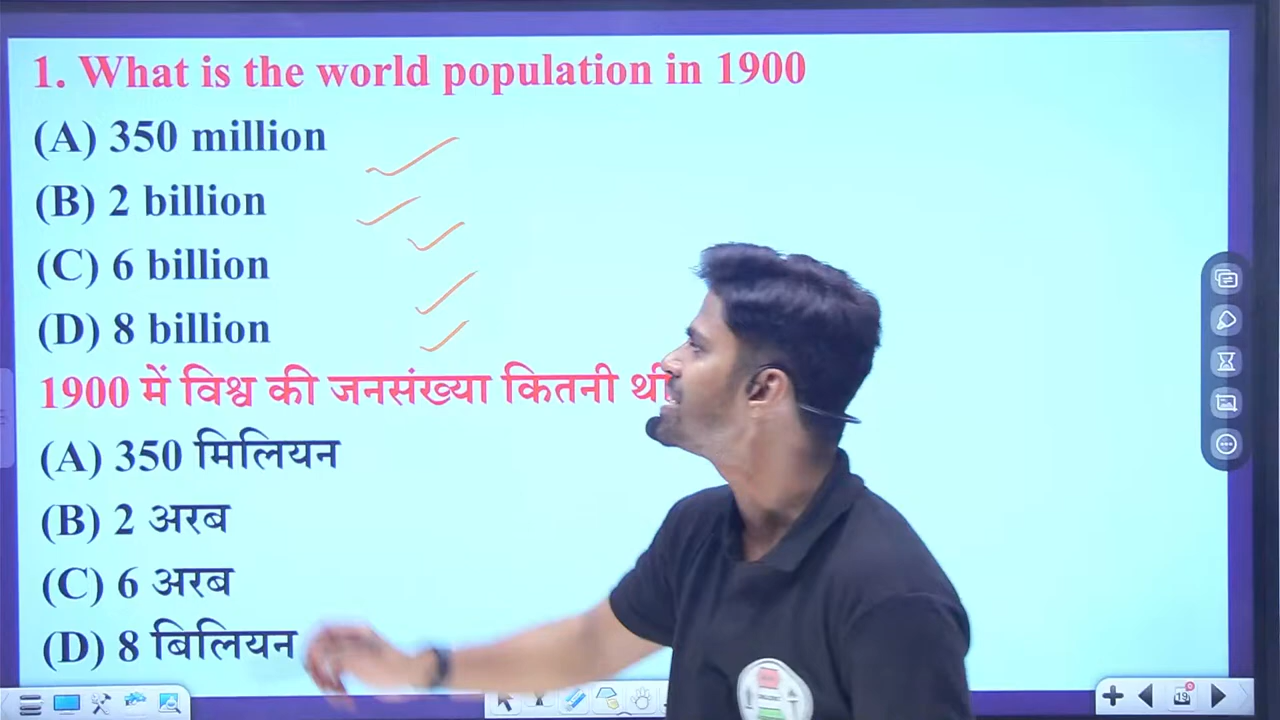 1. What is the world population in 1900
(A) 350 million
(B) 2 billion
(C) 6 billion
(D) 8 billion
1900 में विश्व की जनसंख्या कितनी थी
(A) 350 मिलियन
(B) 2 अरब
(C) 6 अरब
(D) 8 बिलियन
19